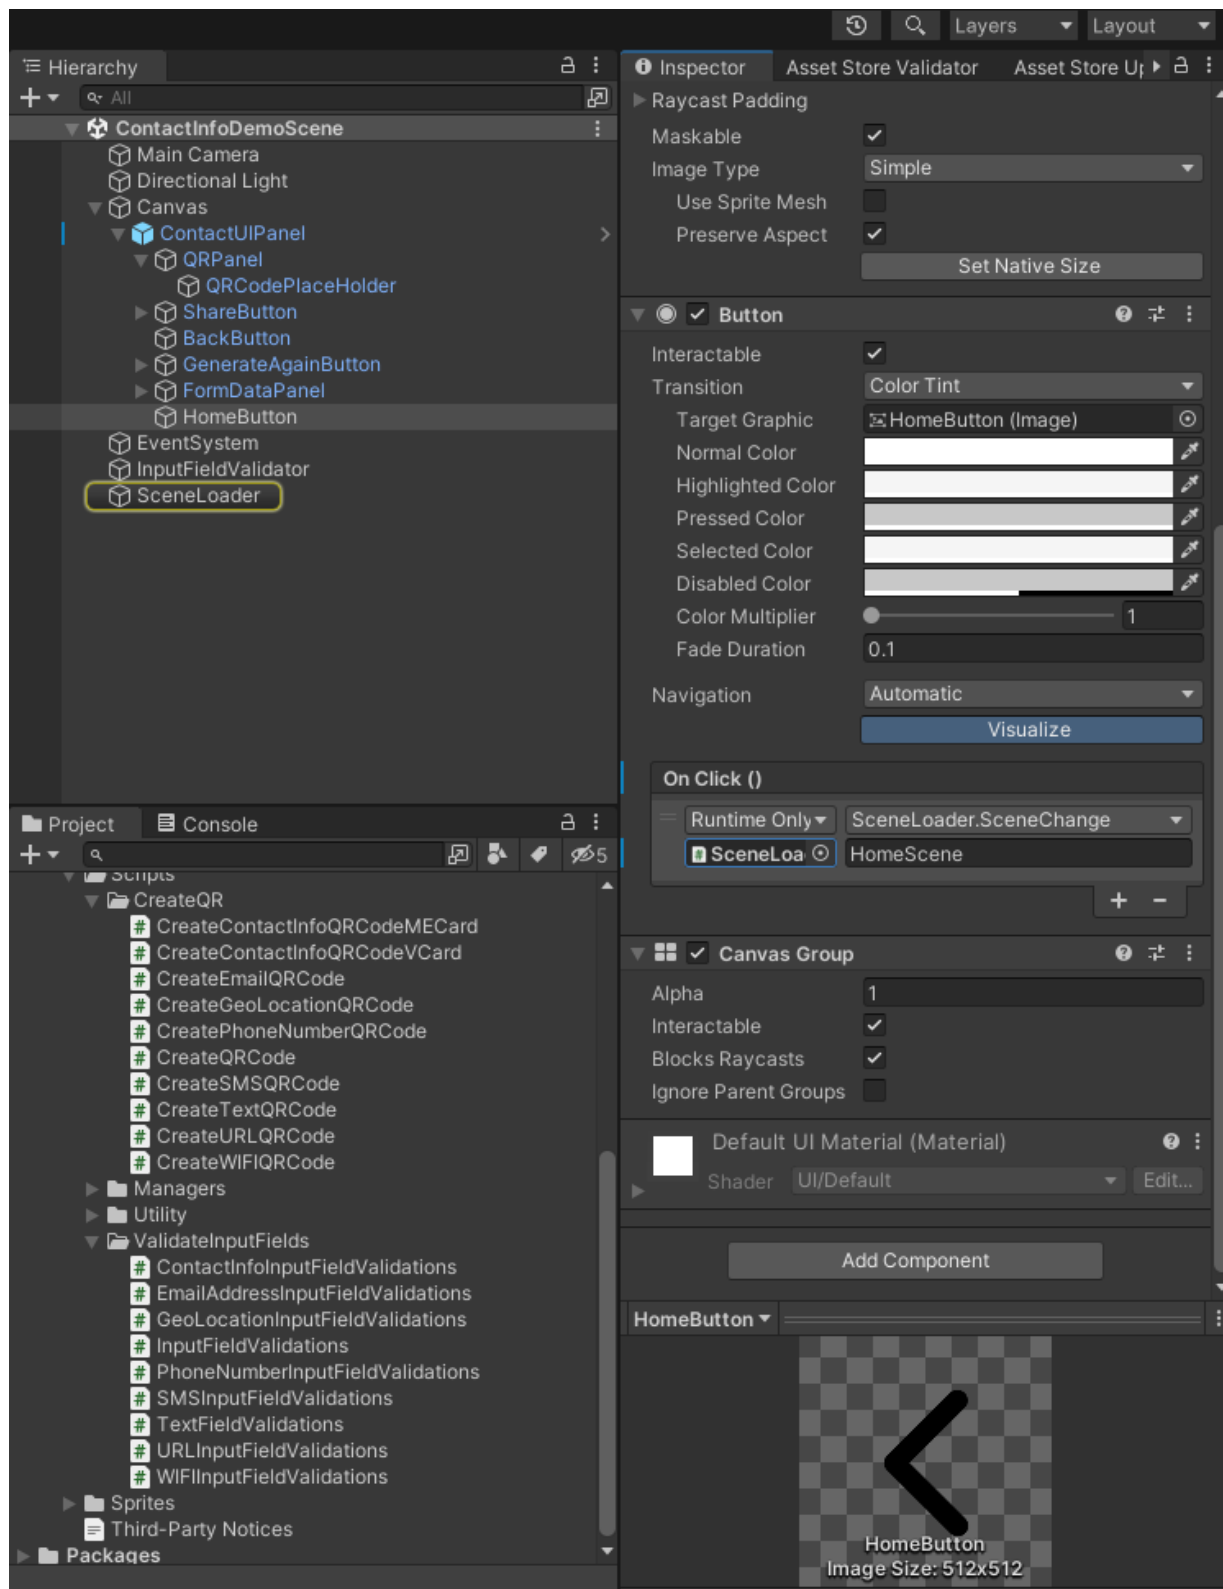 Layers
Layout
Hierarchy
All
ContactInfoDemoScene
Main Camera
Directional Light
Canvas
ContactUIPanel
QRPanel
QRCodePlaceHolder
ShareButton
BackButton
GenerateAgainButton
FormDataPanel
HomeButton
EventSystem
InputFieldValidator
SceneLoader
Project
Console
5
Scripts
CreateQR
CreateContactInfoQRCodeMECard
CreateContactInfoQRCodeVCard
CreateEmailQRCode
CreateGeoLocationQRCode
CreatePhoneNumberQRCode
CreateQRCode
CreateSMSQRCode
CreateTextQRCode
CreateURLQRCode
CreateWIFIQRCode
Managers
Utility
ValidateInputFields
ContactInfoInputFieldValidations
EmailAddressInputFieldValidations
GeoLocationInputFieldValidations
InputFieldValidations
PhoneNumberInputFieldValidations
SMSInputFieldValidations
TextFieldValidations
URLInputFieldValidations
WIFIInputFieldValidations
Sprites
Third-Party Notices
Packages
Inspector
Asset Store Validator
Asset Store Up
Raycast Padding
Maskable
Image Type
Simple
Use Sprite Mesh
Preserve Aspect
Set Native Size
Button
Interactable
Transition
Color Tint
Target Graphic
HomeButton (Image)
Normal Color
Highlighted Color
Pressed Color
Selected Color
Disabled Color
Color Multiplier
1
Fade Duration
0.1
Navigation
Automatic
Visualize
On Click ()
Runtime Only
SceneLoader.SceneChange
SceneLoa
HomeScene
+ −
Canvas Group
Alpha
1
Interactable
Blocks Raycasts
Ignore Parent Groups
Default UI Material (Material)
Shader
UI/Default
Edit...
Add Component
HomeButton
HomeButton
Image Size: 512x512